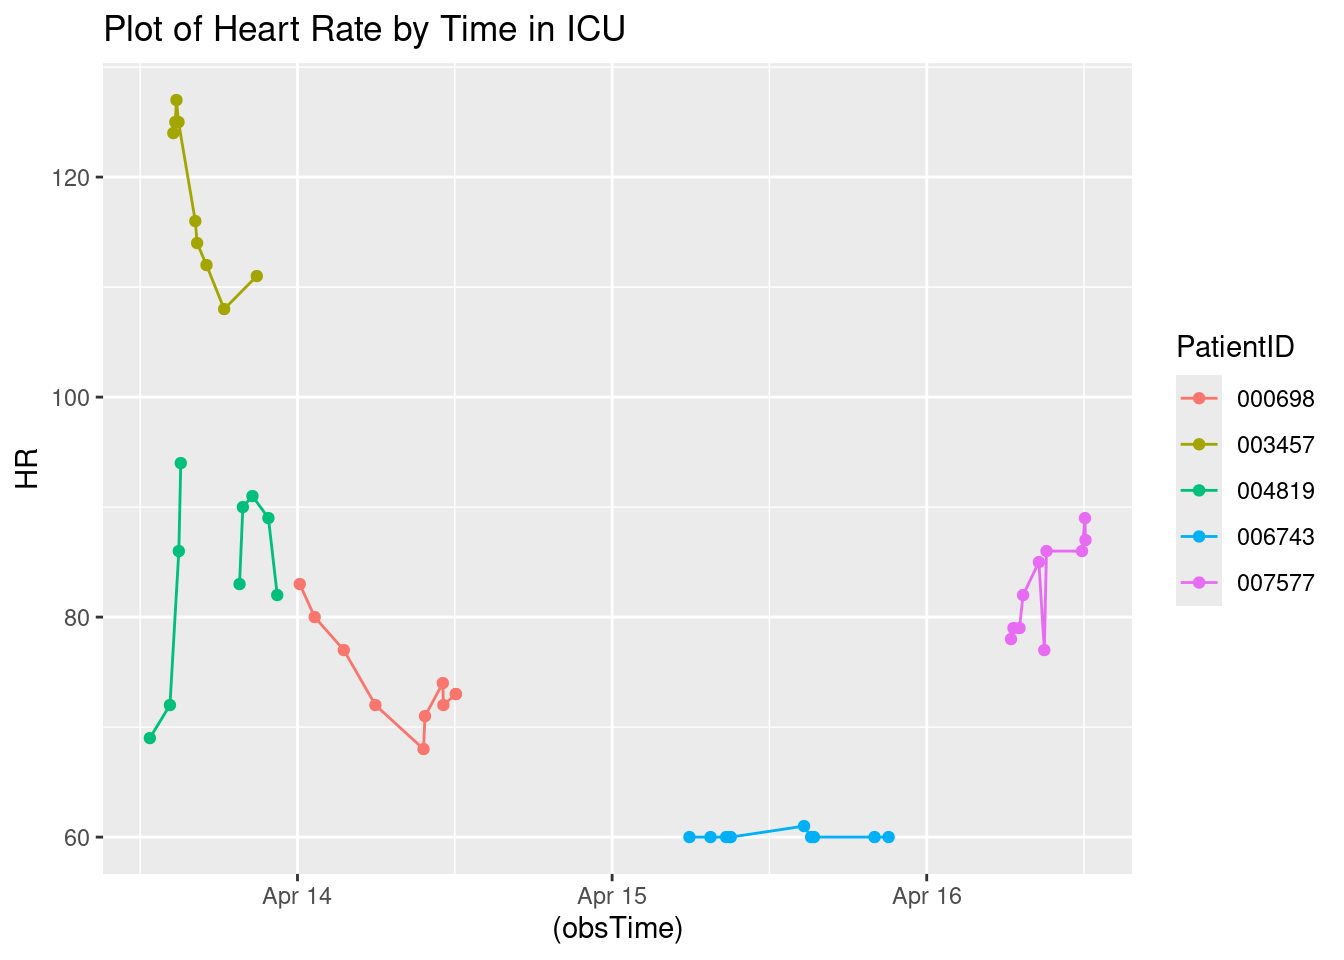 Plot of Heart Rate by Time in ICU
120
100
80
60
HR
Apr 14
Apr 15
Apr 16
(obsTime)
PatientID
000698
003457
004819
006743
007577